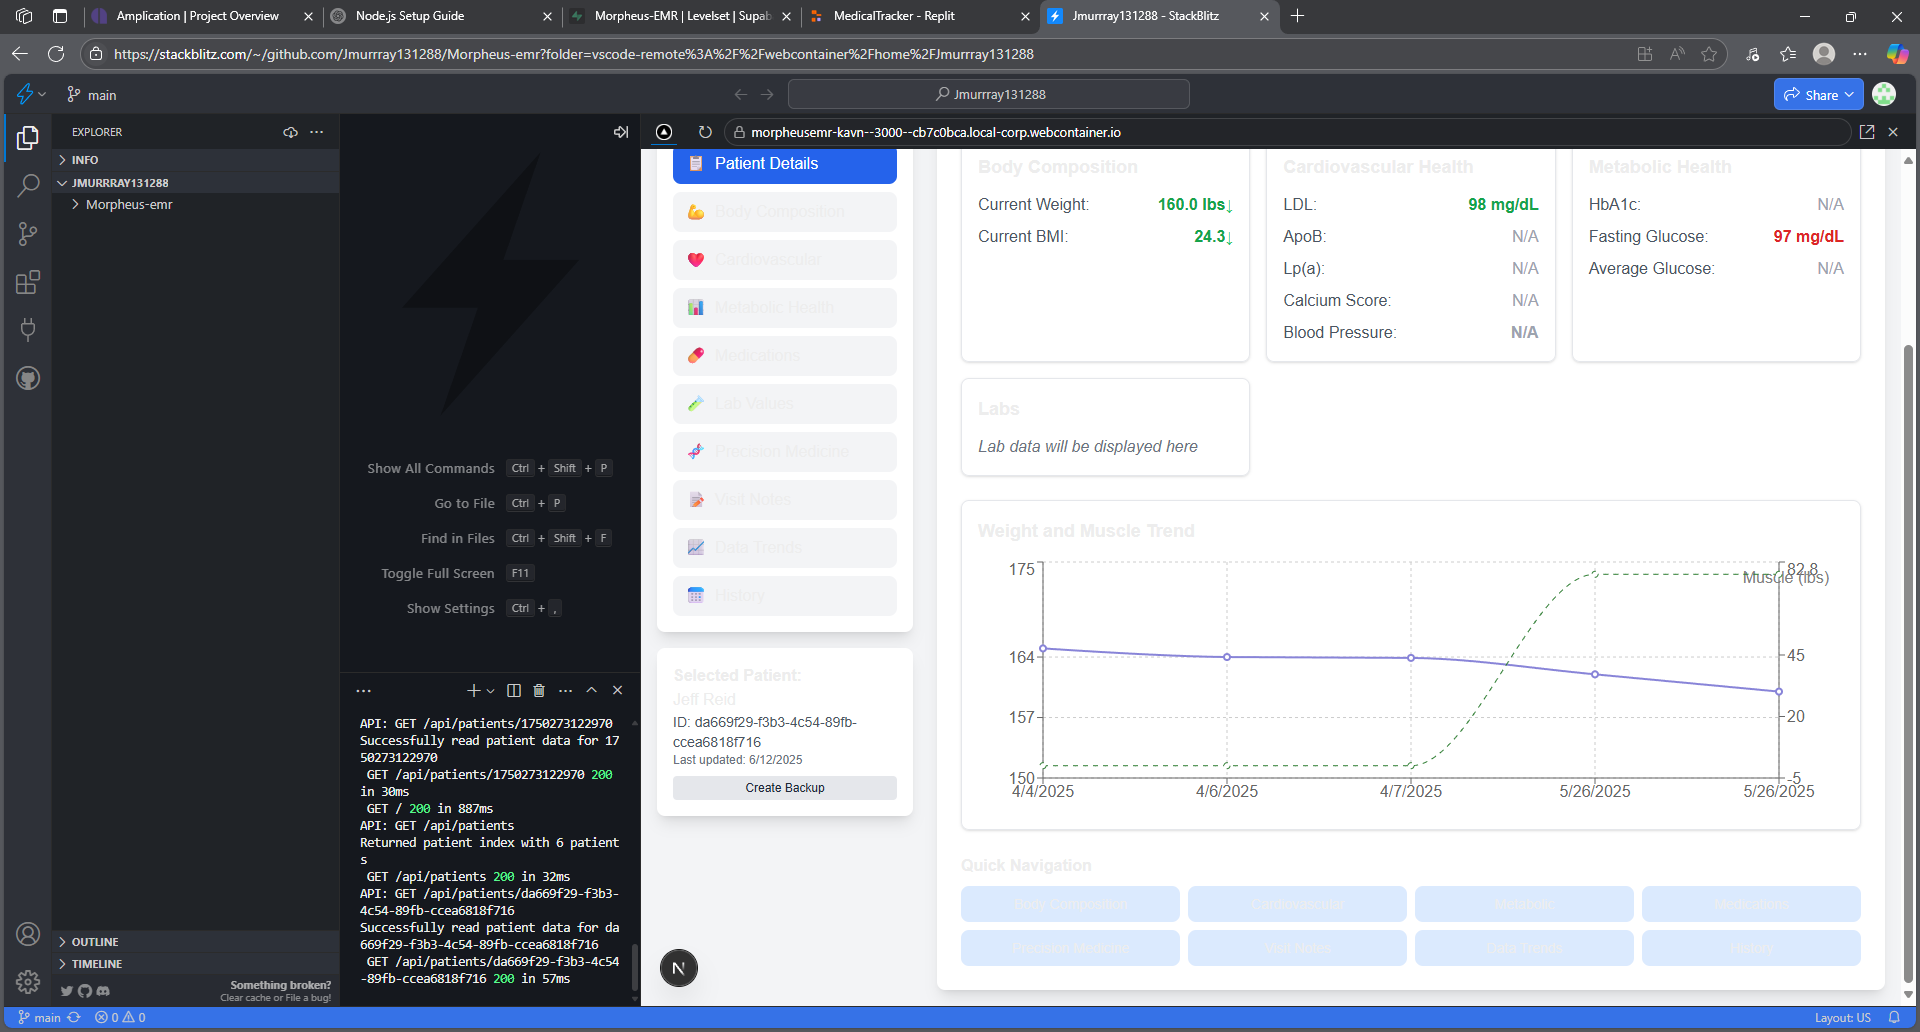 Amplication | Project Overview
Node.js Setup Guide
Morpheus-EMR | Levelset | Supab
MedicalTracker - Replit
Jmurrray131288 - StackBlitz
https://stackblitz.com/~/github.com/Jmurrray131288/Morpheus-emr?folder=vscode-remote%3A%2F%2Fwebcontainer%2Fhome%2FJmurrray131288
main
Jmurrray131288
Share
EXPLORER
INFO
JMURRRAY131288
Morpheus-emr
Show All Commands Ctrl + Shift + P
Go to File Ctrl + P
Find in Files Ctrl + Shift + F
Toggle Full Screen F11
Show Settings Ctrl + ,
API: GET /api/patients/1750273122970
Successfully read patient data for 17
50273122970
GET /api/patients/1750273122970 200
in 30ms
GET / 200 in 887ms
API: GET /api/patients
Returned patient index with 6 patient
s
GET /api/patients 200 in 32ms
API: GET /api/patients/da669f29-f3b3-
4c54-89fb-ccea6818f716
Successfully read patient data for da
669f29-f3b3-4c54-89fb-ccea6818f716
GET /api/patients/da669f29-f3b3-4c54
-89fb-ccea6818f716 200 in 57ms
OUTLINE
TIMELINE
Something broken?
Clear cache or File a bug!
main
0 0
Layout: US
morpheusemr-kavn--3000--cb7c0bca.local-corp.webcontainer.io
Patient Details
Body Composition
Cardiovascular
Metabolic Health
Medications
Lab Values
Precision Medicine
Visit Notes
Data Trends
History
Selected Patient:
Jeff Reid
ID: da669f29-f3b3-4c54-89fb-
ccea6818f716
Last updated: 6/12/2025
Create Backup
N
Body Composition
Current Weight: 160.0 lbs↓
Current BMI: 24.3↓
Cardiovascular Health
LDL: 98 mg/dL
ApoB: N/A
Lp(a): N/A
Calcium Score: N/A
Blood Pressure: N/A
Metabolic Health
HbA1c: N/A
Fasting Glucose: 97 mg/dL
Average Glucose: N/A
Labs
Lab data will be displayed here
Weight and Muscle Trend
175
164
157
150
82.8
Muscle (lbs)
45
20
-5
4/4/2025 4/6/2025 4/7/2025 5/26/2025 5/26/2025
Quick Navigation
Body Composition Cardiovascular Metabolic Medications
Precision Medicine Visit Notes Data Trends History